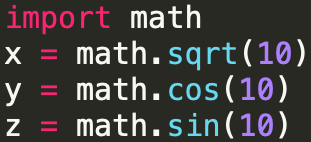 import math
x = math.sqrt(10)
y = math.cos(10)
z = math.sin(10)